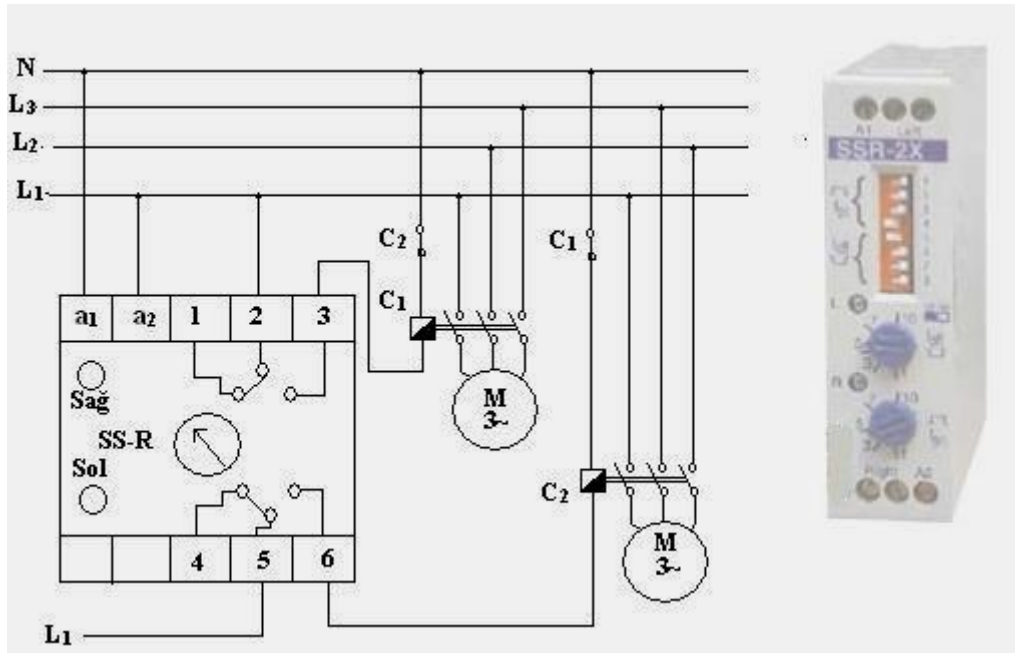 N
L3
L2
L1
C2
C1
C1
a1 a2 1 2 3
Sağ
SS-R
Sol
M
3~
C2
M
3~
4 5 6
L1
A1 Left
SSR-2X
Right A2